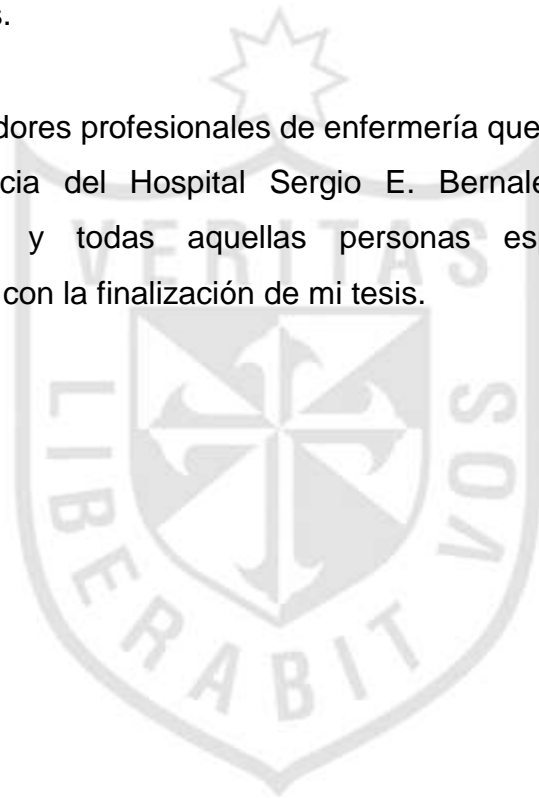 s.
dores profesionales de enfermería que
cia del Hospital Sergio E. Bernale
y todas aquellas personas es
con la finalización de mi tesis.
VERITAS
LIBERABIT VOS